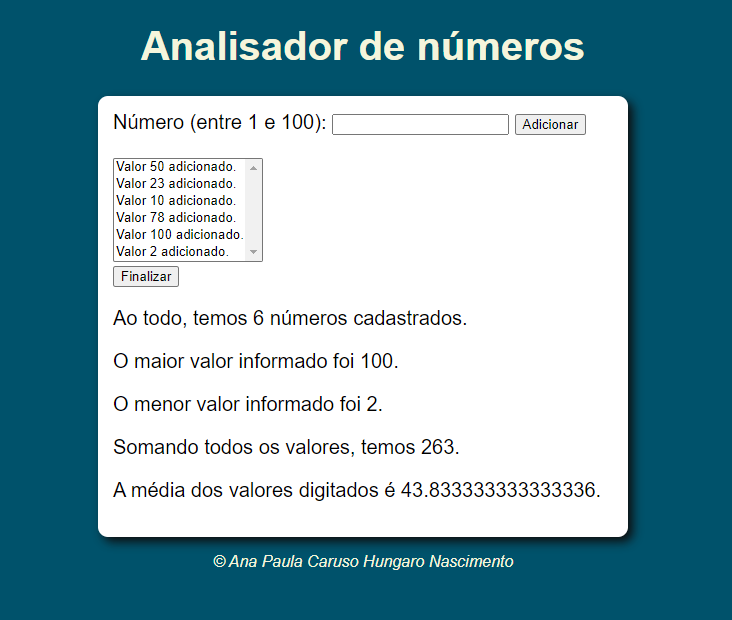 Analisador de números
Número (entre 1 e 100): Adicionar
Valor 50 adicionado.
Valor 23 adicionado.
Valor 10 adicionado.
Valor 78 adicionado.
Valor 100 adicionado.
Valor 2 adicionado.
Finalizar
Ao todo, temos 6 números cadastrados.
O maior valor informado foi 100.
O menor valor informado foi 2.
Somando todos os valores, temos 263.
A média dos valores digitados é 43.833333333333336.
© Ana Paula Caruso Hungaro Nascimento